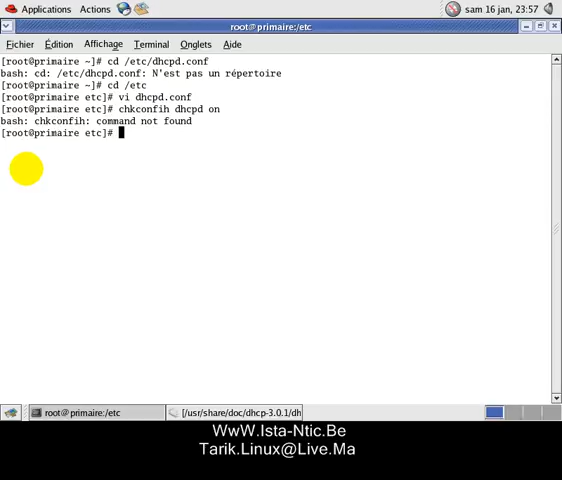 Applications Actions sam 16 jan, 23:57
root@primaire:/etc
Fichier Édition Affichage Terminal Onglets Aide
[root@primaire ~]# cd /etc/dhcpd.conf
bash: cd: /etc/dhcpd.conf: N'est pas un répertoire
[root@primaire ~]# cd /etc
[root@primaire etc]# vi dhcpd.conf
[root@primaire etc]# chkconfih dhcpd on
bash: chkconfih: command not found
[root@primaire etc]#
root@primaire:/etc [/usr/share/doc/dhcp-3.0.1/dh
WwW.Ista-Ntic.Be
Tarik.Linux@Live.Ma